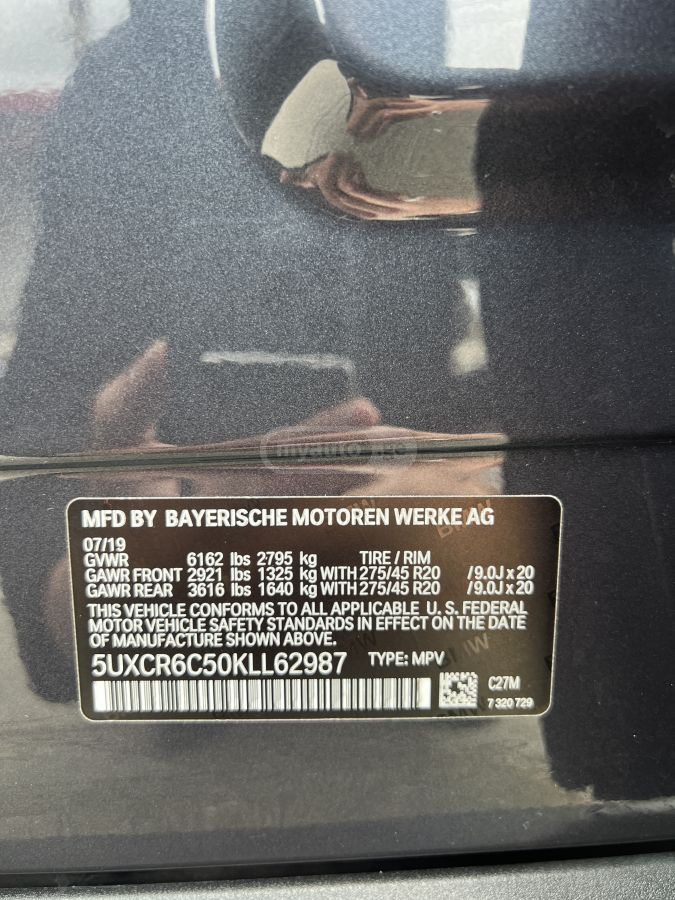 myauto
MFD BY BAYERISCHE MOTOREN WERKE AG
07/19
GVWR 6162 lbs 2795 kg TIRE / RIM
GAWR FRONT 2921 lbs 1325 kg WITH 275/45 R20 / 9.0J x 20
GAWR REAR 3616 lbs 1640 kg WITH 275/45 R20 / 9.0J x 20
THIS VEHICLE CONFORMS TO ALL APPLICABLE U. S. FEDERAL
MOTOR VEHICLE SAFETY STANDARDS IN EFFECT ON THE DATE
OF MANUFACTURE SHOWN ABOVE.
5UXCR6C50KLL62987 TYPE: MPV
C27M
7 320 729